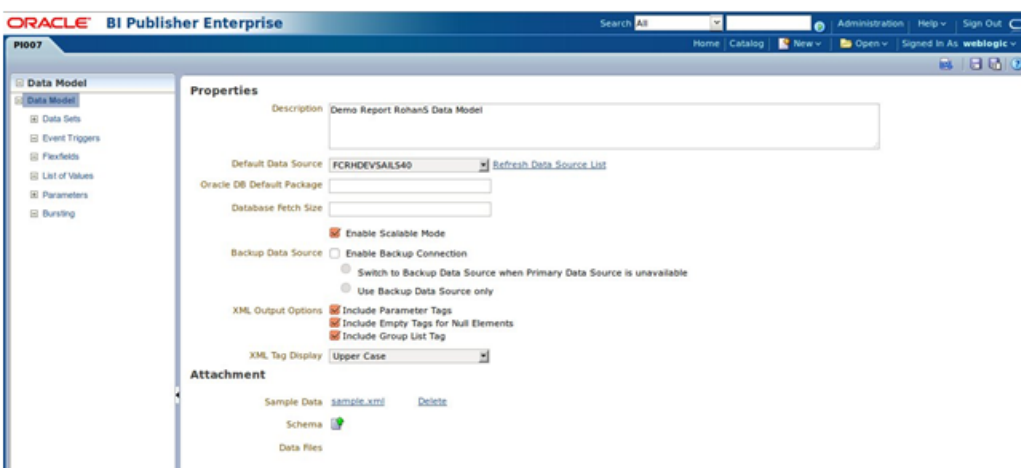 ORACLE BI Publisher Enterprise
Search All
Administration Help Sign Out
PI007
Home Catalog New Open Signed In As weblogic
Data Model
Data Model
Data Sets
Event Triggers
Flexfields
List of Values
Parameters
Bursting
Properties
Description Demo Report RohanS Data Model
Default Data Source FCRHDEVSAILS40 Refresh Data Source List
Oracle DB Default Package
Database Fetch Size
Enable Scalable Mode
Backup Data Source Enable Backup Connection
Switch to Backup Data Source when Primary Data Source is unavailable
Use Backup Data Source only
XML Output Options Include Parameter Tags
Include Empty Tags for Null Elements
Include Group List Tag
XML Tag Display Upper Case
Attachment
Sample Data sample.xml Delete
Schema
Data Files